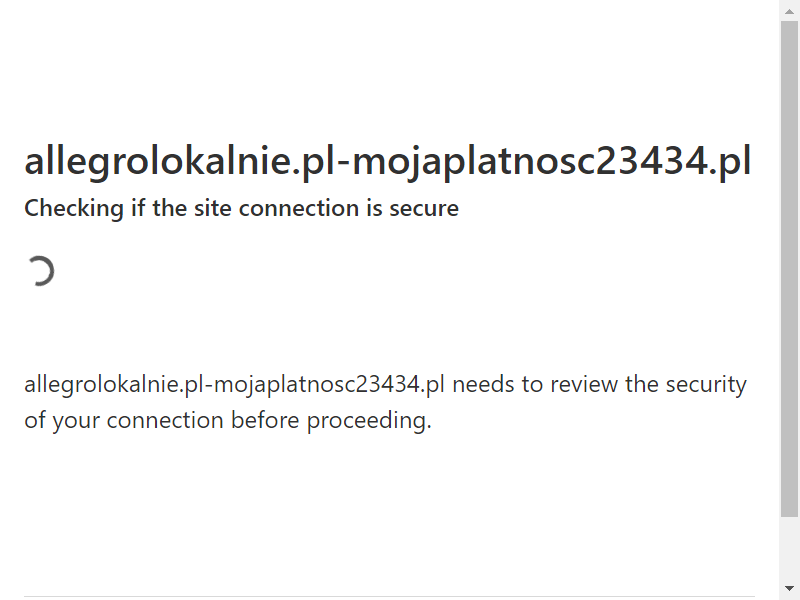 allegrolokalnie.pl-mojaplatnosc23434.pl
Checking if the site connection is secure
allegrolokalnie.pl-mojaplatnosc23434.pl needs to review the security
of your connection before proceeding.